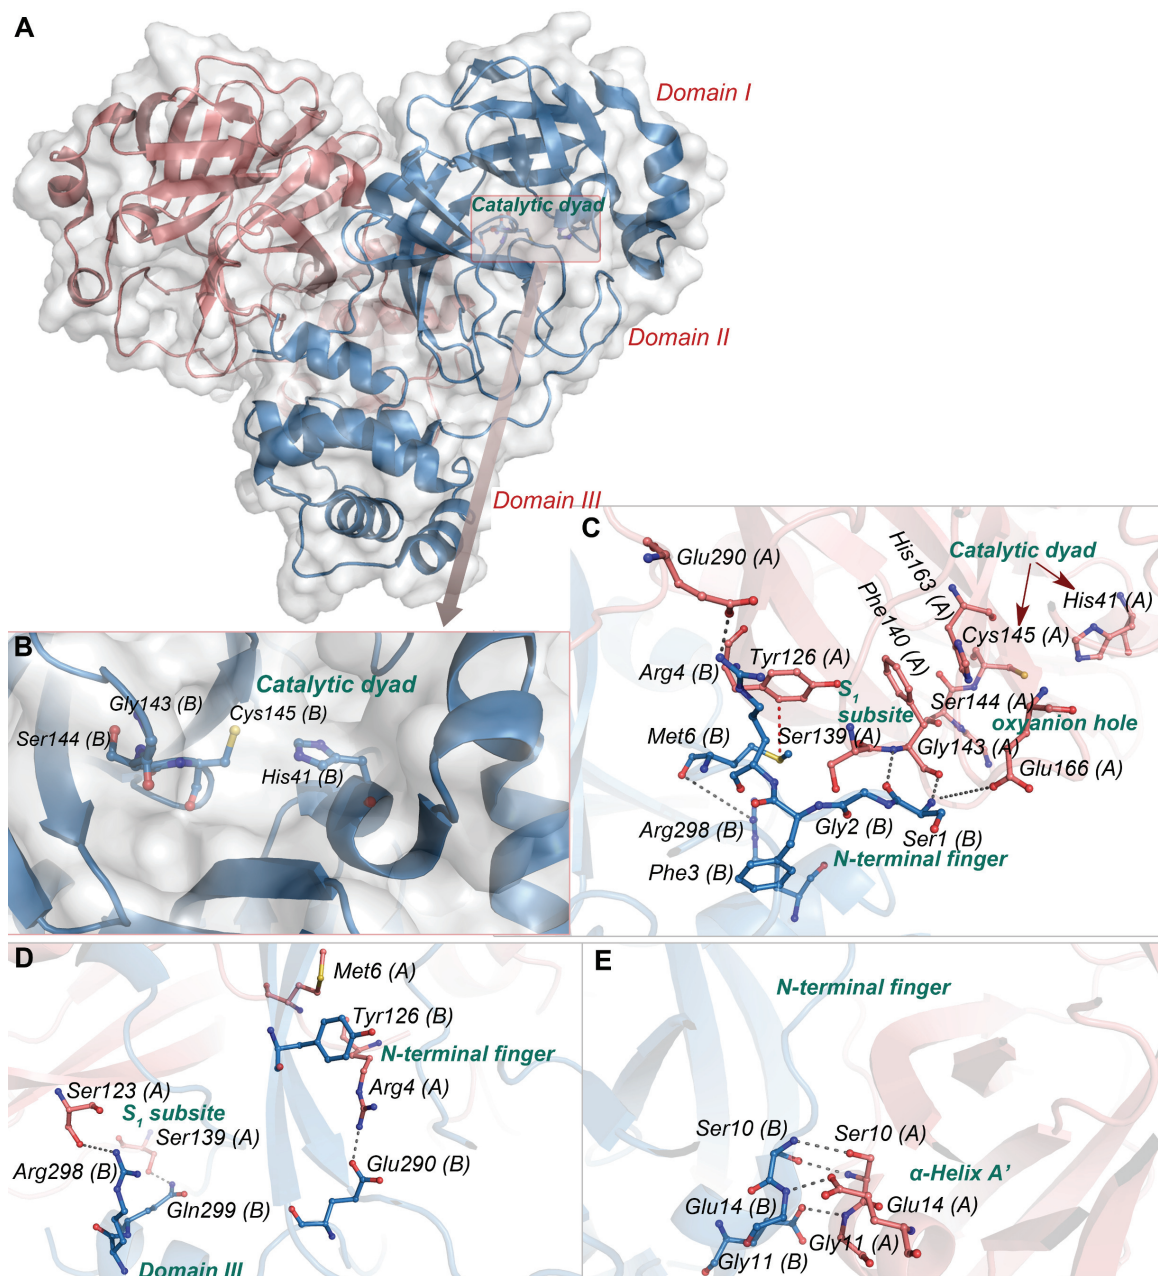 A
Domain I
Catalytic dyad
Domain II
Domain III
B
Catalytic dyad
Gly143 (B)
Cys145 (B)
Ser144 (B)
His41 (B)
C
Glu290 (A)
His163 (A)
Catalytic dyad
His41 (A)
Phe140 (A)
Cys145 (A)
Arg4 (B)
Tyr126 (A)
S1
subsite
Ser144 (A)
oxyanion hole
Met6 (B)
Ser139 (A)
Gly143 (A)
Glu166 (A)
Arg298 (B)
Gly2 (B)
Ser1 (B)
N-terminal finger
Phe3 (B)
D
Met6 (A)
Tyr126 (B)
N-terminal finger
Ser123 (A)
Arg4 (A)
S1 subsite
Ser139 (A)
Arg298 (B)
Glu290 (B)
Gln299 (B)
Domain III
E
N-terminal finger
Ser10 (B)
Ser10 (A)
α-Helix A’
Glu14 (B)
Glu14 (A)
Gly11 (A)
Gly11 (B)